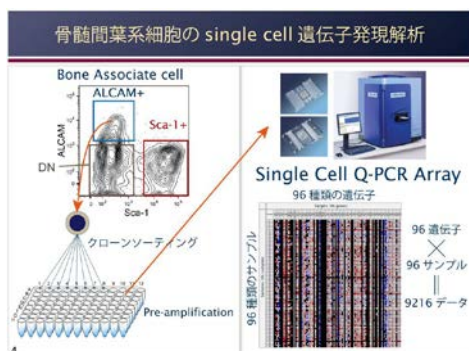 骨髄間葉系細胞の single cell 遺伝子発現解析
Bone Associate cell
ALCAM+
Sca-1+
ALCAM
DN
Sca-1
クローンソーティング
Pre-amplification
Single Cell Q-PCR Array
96 種類の遺伝子
96 種類のサンプル
96 遺伝子
96 サンプル
9216 データ